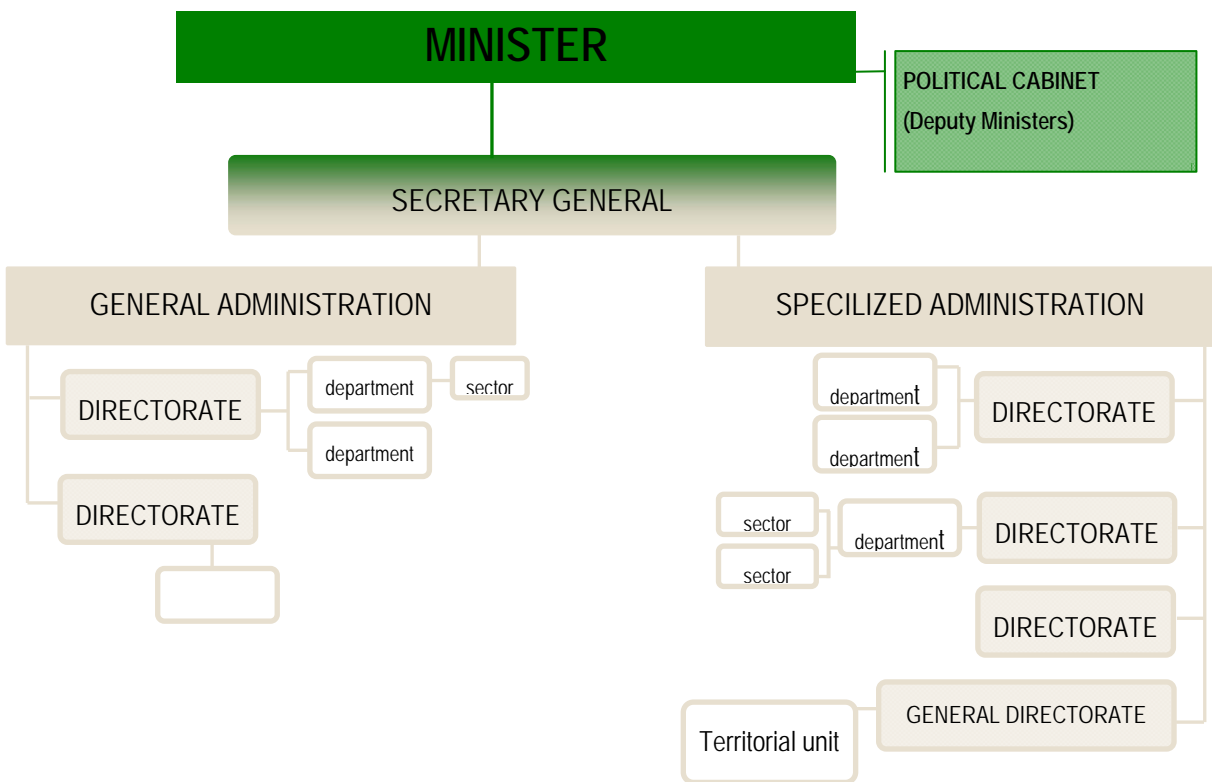 MINISTER
POLITICAL CABINET
(Deputy Ministers)
SECRETARY GENERAL
GENERAL ADMINISTRATION
SPECILIZED ADMINISTRATION
DIRECTORATE
department
sector
department
DIRECTORATE
department
department
DIRECTORATE
sector
sector
department
DIRECTORATE
DIRECTORATE
GENERAL DIRECTORATE
Territorial unit